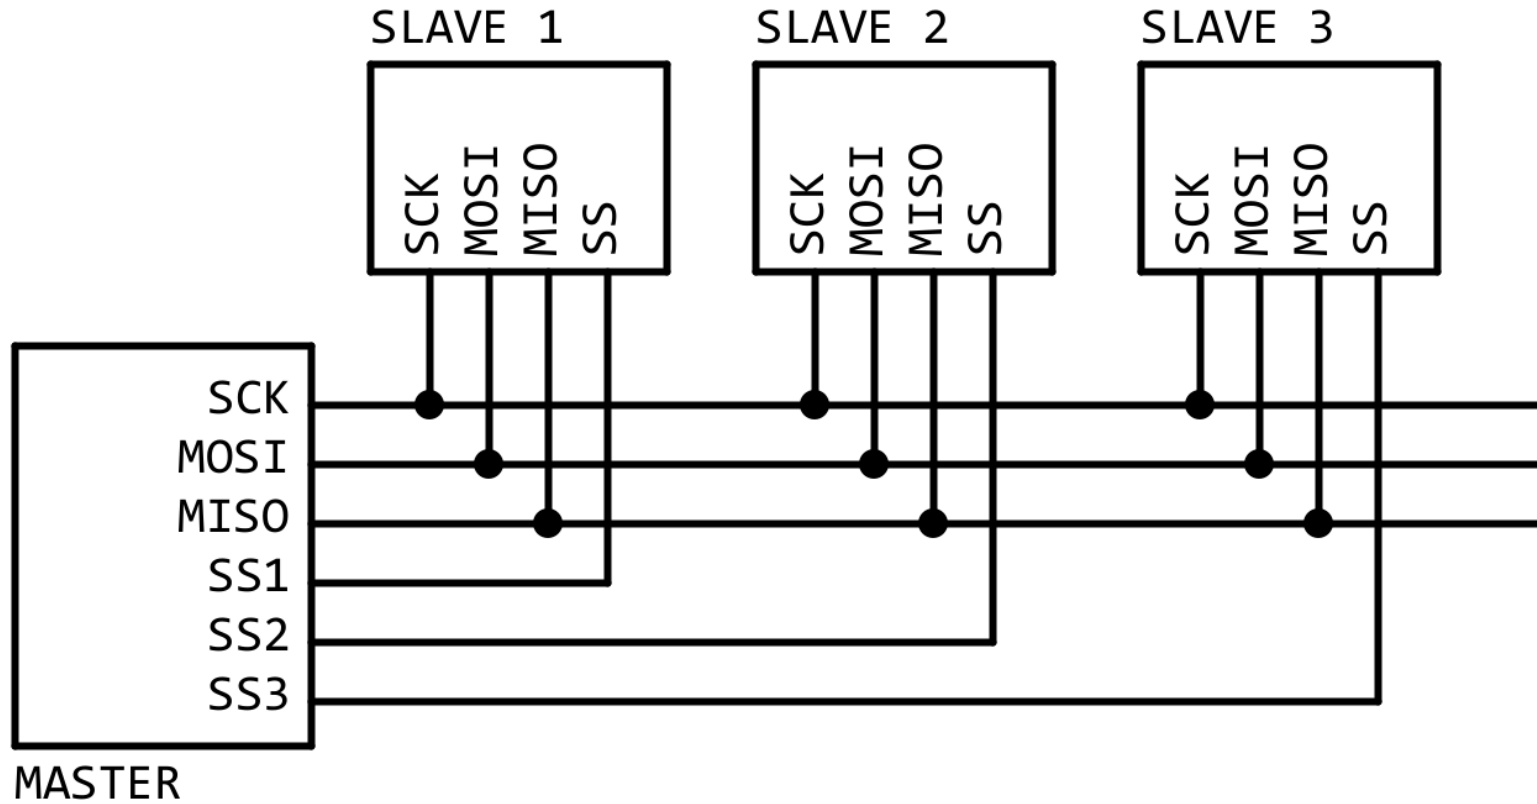 SLAVE 1
SLAVE 2
SLAVE 3
SCK
MOSI
MISO
SS
SCK
MOSI
MISO
SS
SCK
MOSI
MISO
SS
SCK
MOSI
MISO
SS1
SS2
SS3
MASTER